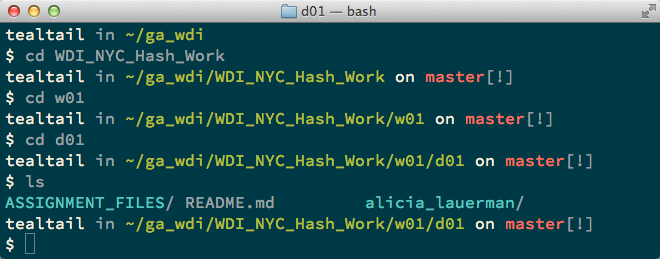 d01 — bash
tealtail in ~/ga_wdi
$ cd WDI_NYC_Hash_Work
tealtail in ~/ga_wdi/WDI_NYC_Hash_Work on master[!]
$ cd w01
tealtail in ~/ga_wdi/WDI_NYC_Hash_Work/w01 on master[!]
$ cd d01
tealtail in ~/ga_wdi/WDI_NYC_Hash_Work/w01/d01 on master[!]
$ ls
ASSIGNMENT_FILES/ README.md          alicia_lauerman/
tealtail in ~/ga_wdi/WDI_NYC_Hash_Work/w01/d01 on master[!]
$